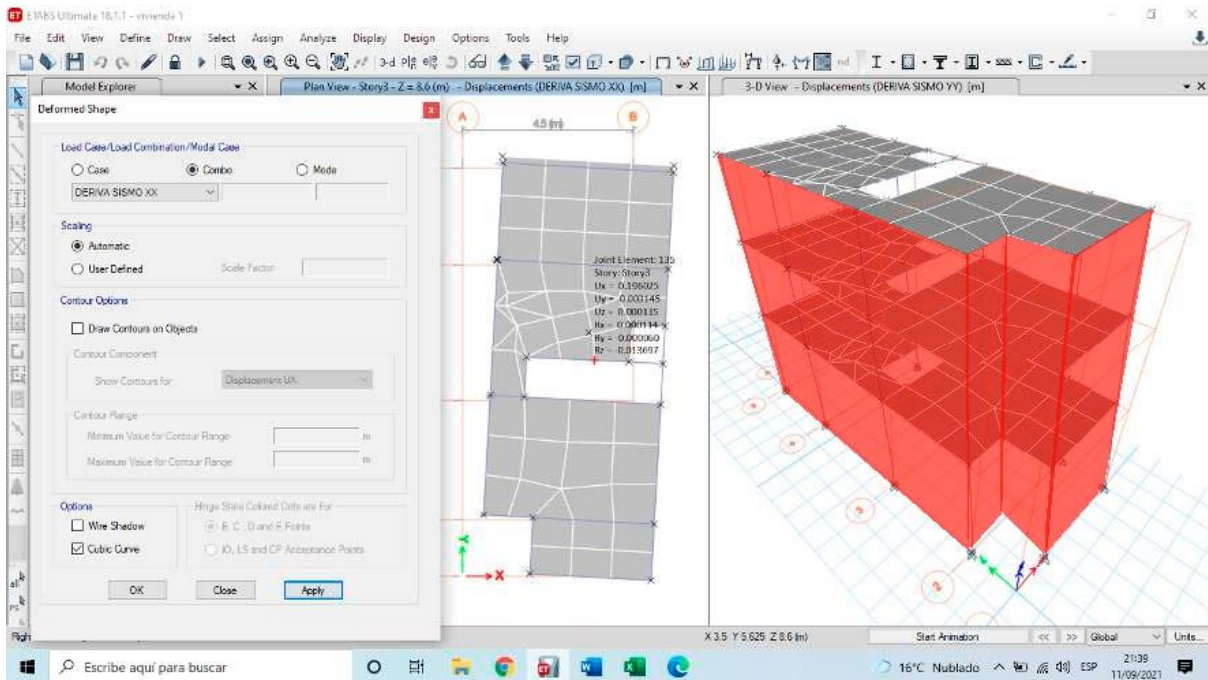 ETABS Ultimate 18.1.1 - vivienda 1
File Edit View Define Draw Select Assign Analyze Display Design Options Tools Help
3-d
Model Explorer
Plan View - Story3 - Z = 8.6 (m) - Displacements (DERIVA SISMO XX) [m]
3-D View - Displacements (DERIVA SISMO YY) [m]
Deformed Shape
Load Case/Load Combination/Modal Case
Case Combo Mode
DERIVA SISMO XX
Scaling
Automatic
User Defined Scale Factor
Contour Options
Draw Contours on Objects
Contour Component
Show Contours for Displacement UX
Contour Range
Minimum Value for Contour Range m
Maximum Value for Contour Range m
Options
Wire Shadow
Cubic Curve
Hinge State Colored Dots are For
B, C, D and E Points
IO, LS and CP Acceptance Points
OK Close Apply
A B
4.5 (m)
Joint Element: 135
Story: Story3
Ux = 0.196025
Uy = -0.003145
Uz = -0.000115
Rx = 0.000114
Ry = 0.000060
Rz = -0.013697
Y
X
3
2
Righ
X 3.5 Y 5.625 Z 8.6 (m)
Start Animation << >> Global Units...
Escribe aquí para buscar
16°C Nublado ESP
21:39
11/09/2021